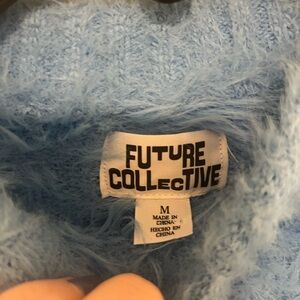 FUTURE
COLLECTIVE
M
MADE IN
CHINA
HECHO EN
CHINA